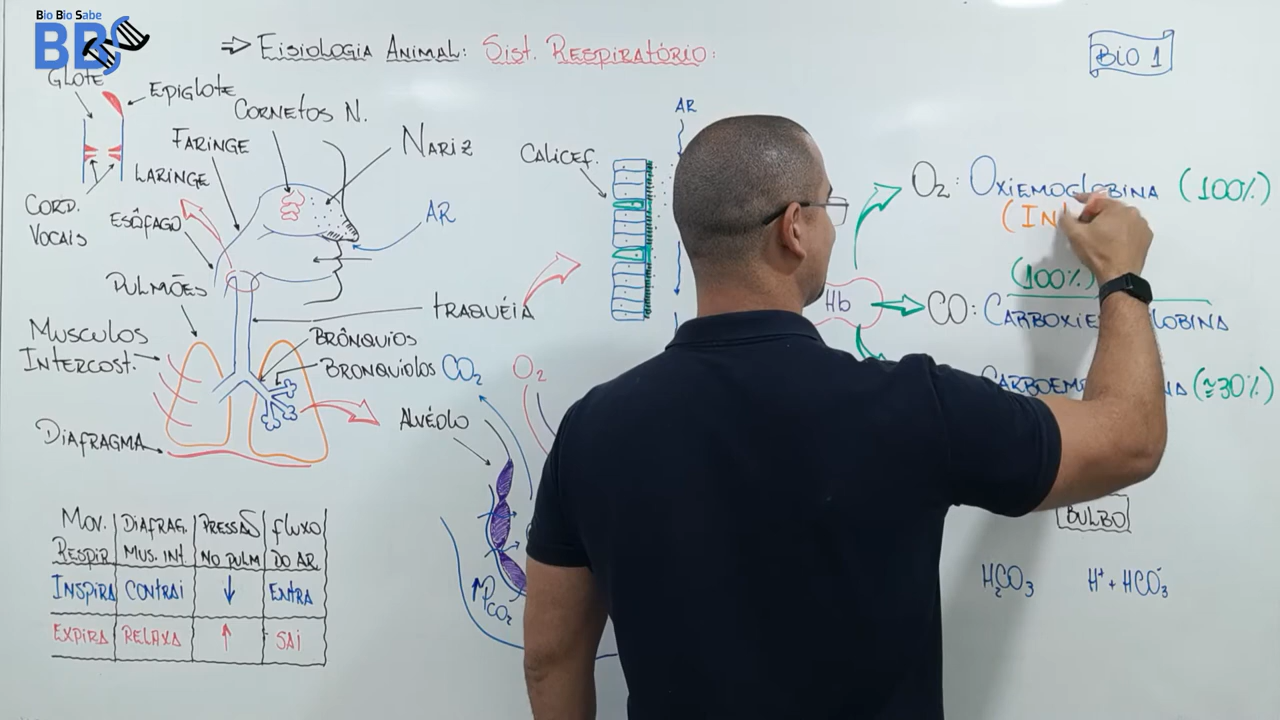 Bio Bio Sabe
BBS
⇒ Fisiologia Animal: Sist. Respiratório:
BIO 1
Glote
Epiglote
Cornetos N.
Faringe
Nariz
Laringe
Cord.
Vocais
Esôfago
AR
Pulmões
Traquéia
Musculos
Intercost.
Brônquios
Bronquíolos
Diafragma
Alvéolo
Calicef.
AR
O2: Oxiemoglobina (100%)
(100%)
Hb
CO:
(≈30%)
CO2
O2
↑PCO2
BULBO
H2CO3 H+ + HCO3-
Mov. Respir Diafrag. Mus. Int Pressão no Pulm Fluxo do AR
Inspira Contrai ↓ Entra
Expira Relaxa ↑ Sai